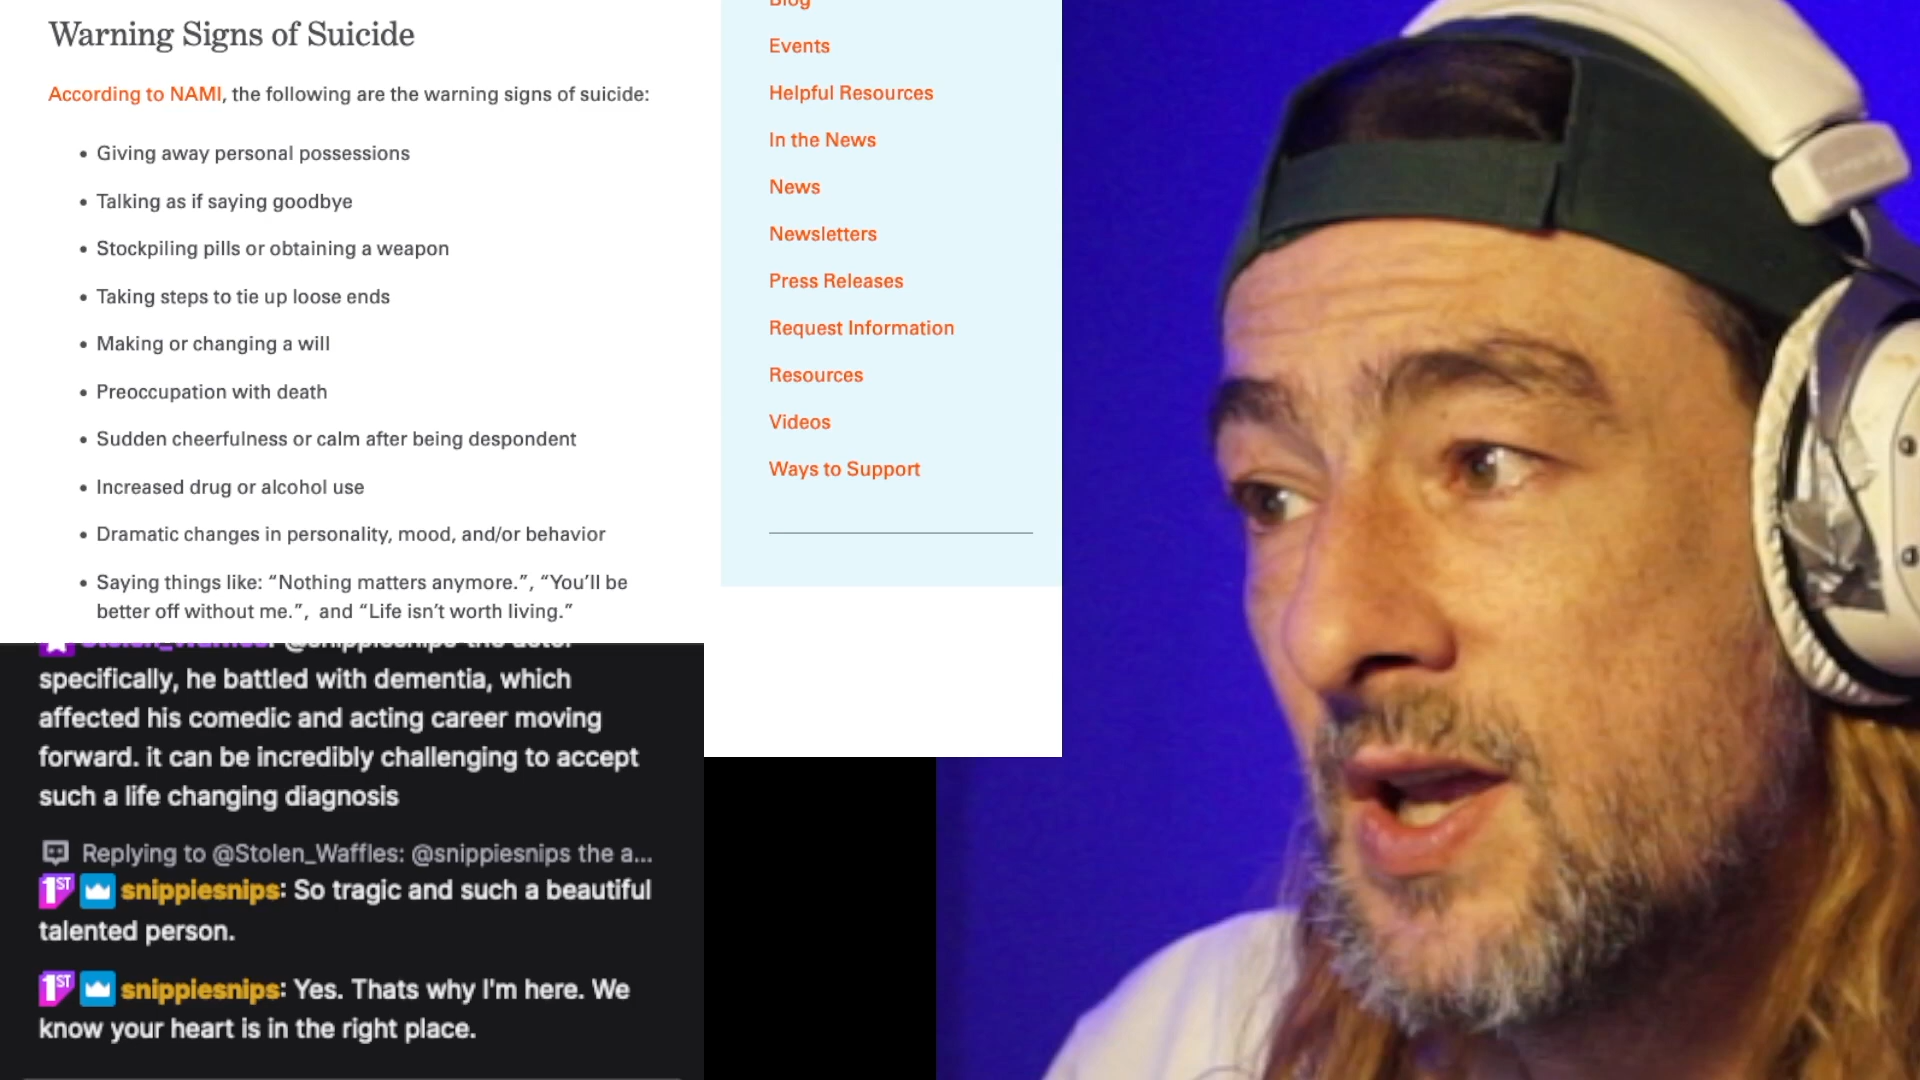 Warning Signs of Suicide
According to NAMI, the following are the warning signs of suicide:
• Giving away personal possessions
• Talking as if saying goodbye
• Stockpiling pills or obtaining a weapon
• Taking steps to tie up loose ends
• Making or changing a will
• Preoccupation with death
• Sudden cheerfulness or calm after being despondent
• Increased drug or alcohol use
• Dramatic changes in personality, mood, and/or behavior
• Saying things like: “Nothing matters anymore.”, “You’ll be
better off without me.”, and “Life isn’t worth living.”
Blog
Events
Helpful Resources
In the News
News
Newsletters
Press Releases
Request Information
Resources
Videos
Ways to Support
Stolen_Waffles: @snippiesnips the actor
specifically, he battled with dementia, which
affected his comedic and acting career moving
forward. it can be incredibly challenging to accept
such a life changing diagnosis
Replying to @Stolen_Waffles: @snippiesnips the a...
1ST snippiesnips: So tragic and such a beautiful
talented person.
1ST snippiesnips: Yes. Thats why I'm here. We
know your heart is in the right place.